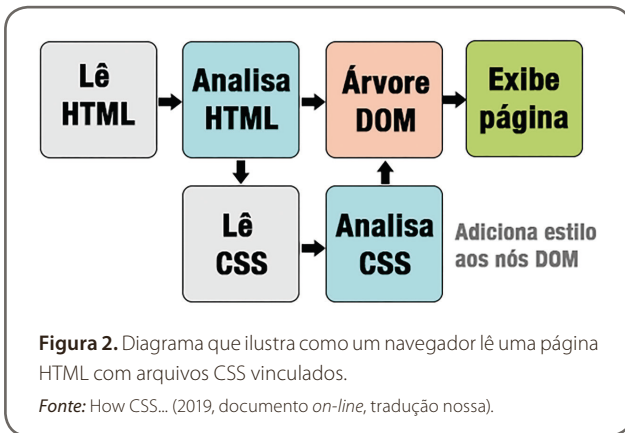 Lê
HTML
Analisa
HTML
Árvore
DOM
Exibe
página
Lê
CSS
Analisa
CSS
Adiciona estilo
aos nós DOM
Figura 2. Diagrama que ilustra como um navegador lê uma página
HTML com arquivos CSS vinculados.
Fonte: How CSS... (2019, documento on-line, tradução nossa).